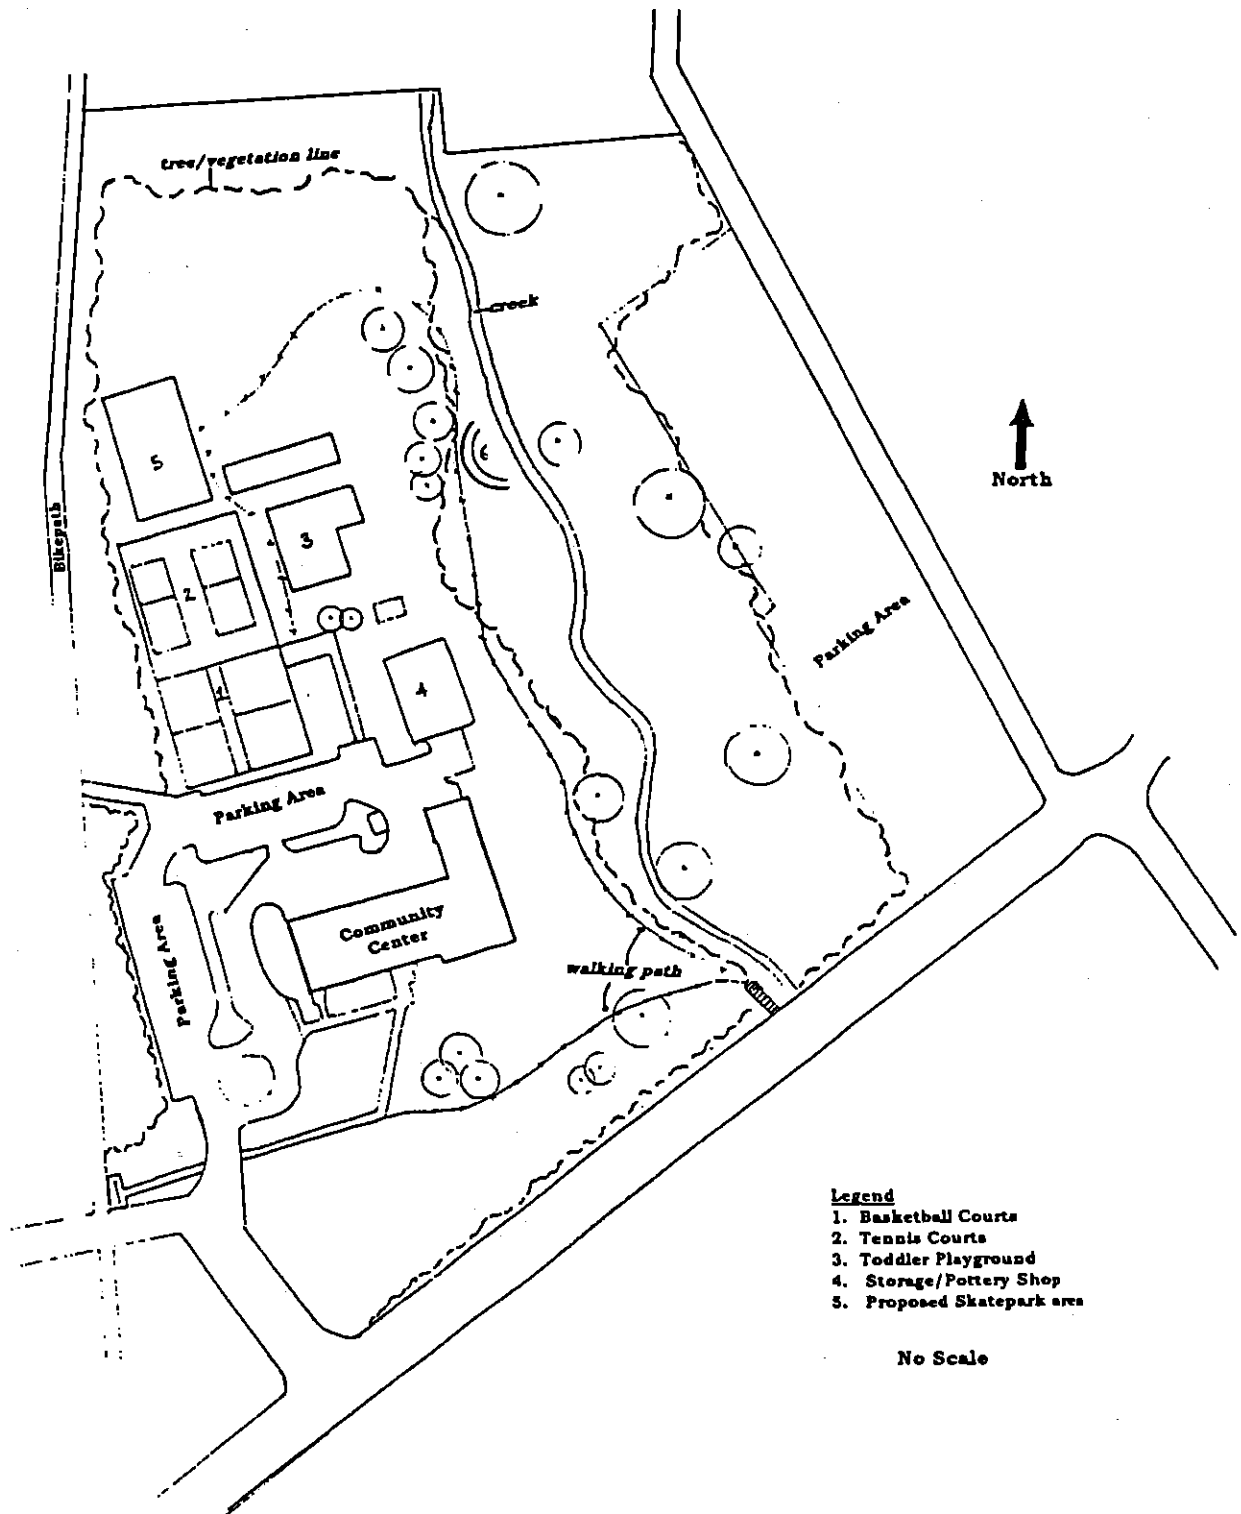 tree/vegetation line
creek
North
Bikepath
5
6
3
2
1
4
Parking Area
Parking Area
Parking Area
Community
Center
walking path
Legend
1. Basketball Courts
2. Tennis Courts
3. Toddler Playground
4. Storage/Pottery Shop
5. Proposed Skatepark area
No Scale